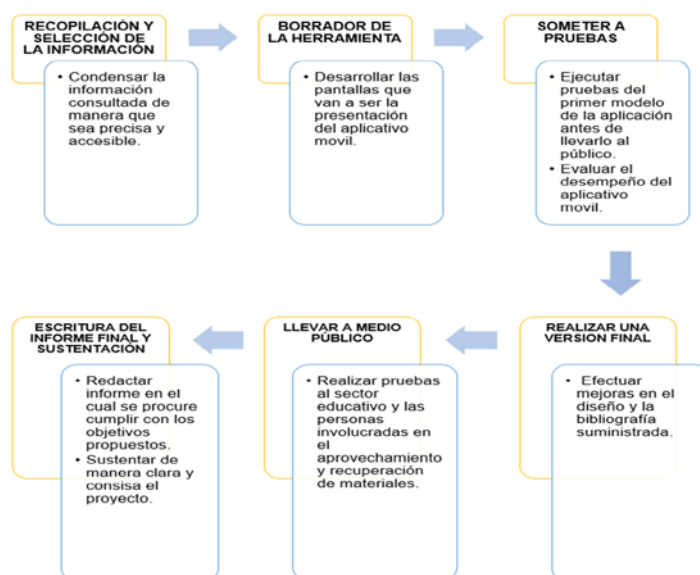 RECOPILACIÓN Y
SELECCIÓN DE
LA INFORMACIÓN
• Condensar la
información
consultada de
manera que
sea precisa y
accesible.
BORRADOR DE
LA HERRAMIENTA
• Desarrollar las
pantallas que
van a ser la
presentación
del aplicativo
movil.
SOMETER A
PRUEBAS
• Ejecutar
pruebas del
primer modelo
de la aplicación
antes de
llevarlo al
público.
• Evaluar el
desempeño del
aplicativo
movil.
REALIZAR UNA
VERSION FINAL
• Efectuar
mejoras en el
diseño y la
bibliografía
suministrada.
LLEVAR A MEDIO
PÚBLICO
• Realizar pruebas
al sector
educativo y las
personas
involucradas en
el
aprovechamiento
y recuperación
de materiales.
ESCRITURA DEL
INFORME FINAL Y
SUSTENTACIÓN
• Redactar
informe en el
cual se procure
cumplir con los
objetivos
propuestos.
• Sustentar de
manera clara y
consisa el
proyecto.